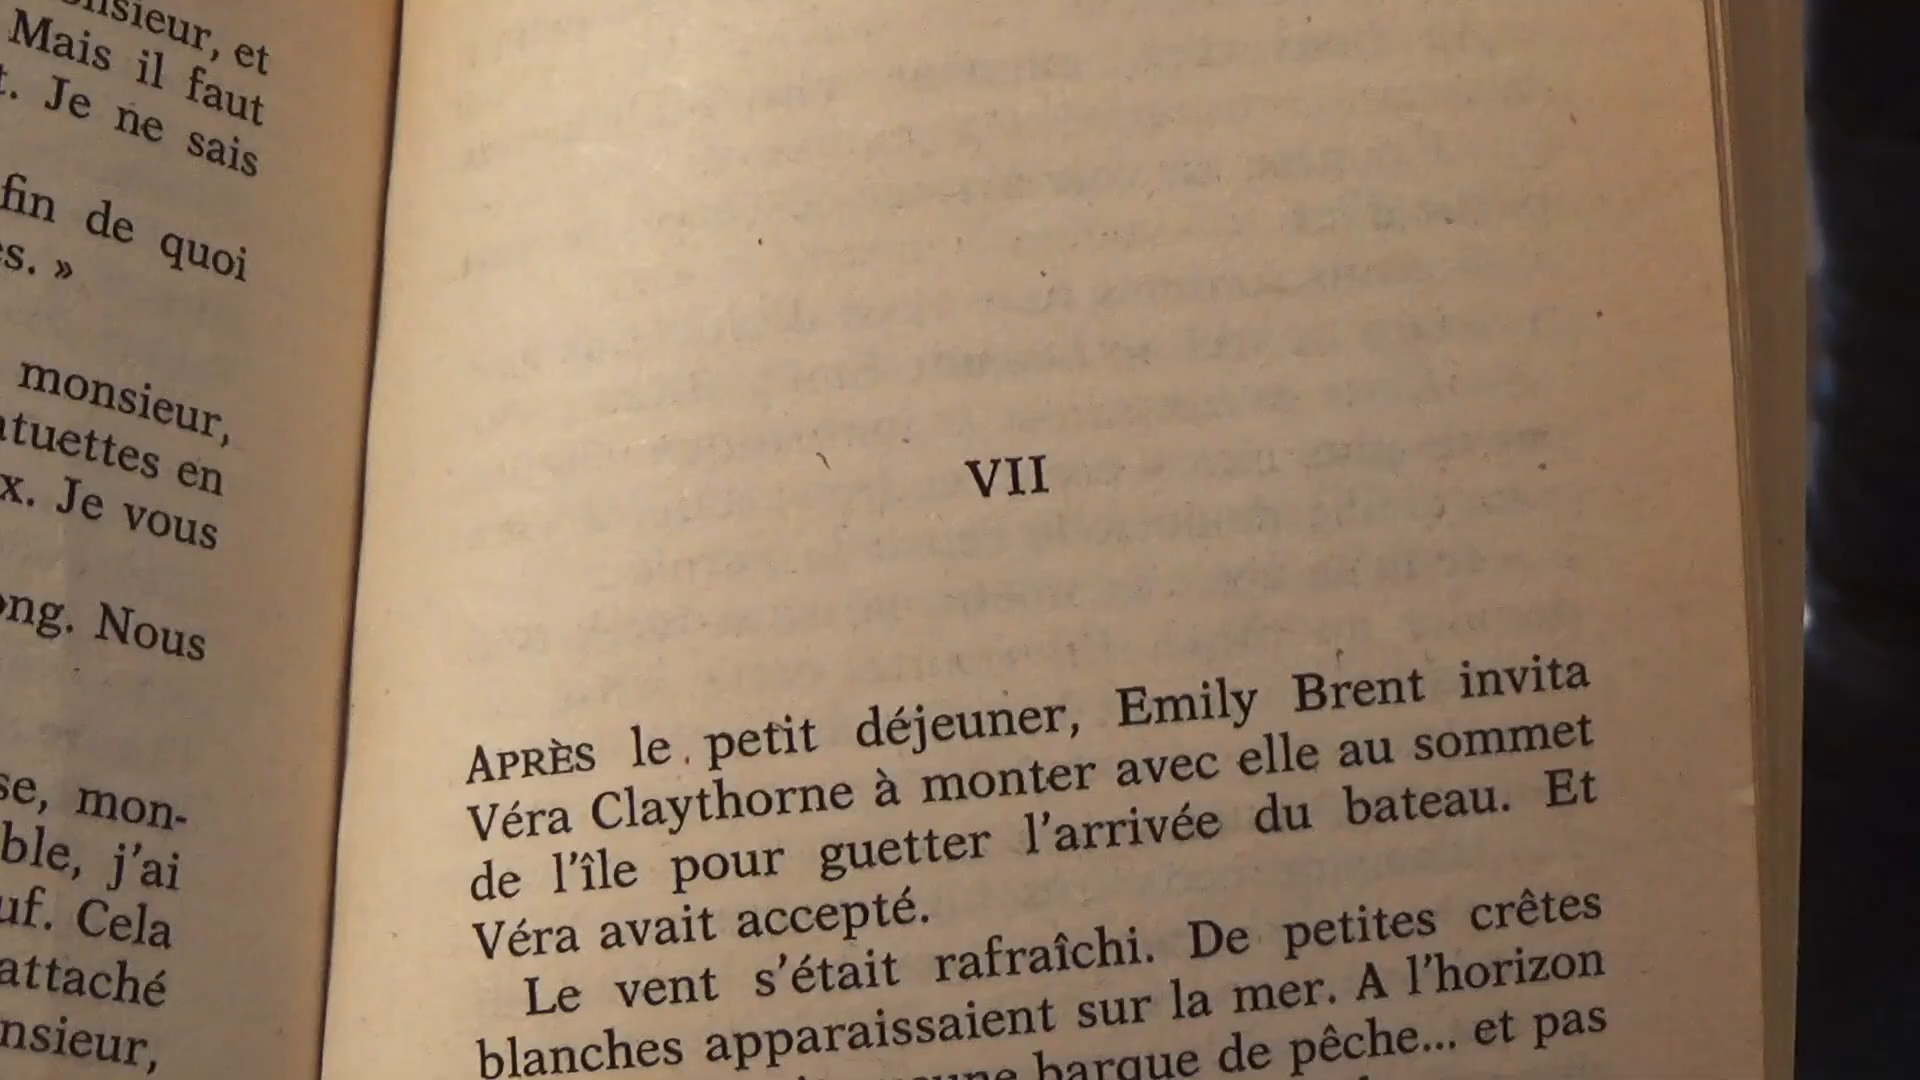 nsieur, et
Mais il faut
t. Je ne sais
fin de quoi
s. »
monsieur,
tuettes en
x. Je vous
ong. Nous
se, mon-
ble, j'ai
uf. Cela
attaché
nsieur,
VII
APRÈS le petit déjeuner, Emily Brent invita
Véra Claythorne à monter avec elle au sommet
de l'île pour guetter l'arrivée du bateau. Et
Véra avait accepté.
Le vent s'était rafraîchi. De petites crêtes
blanches apparaissaient sur la mer. A l'horizon
barque de pêche... et pas